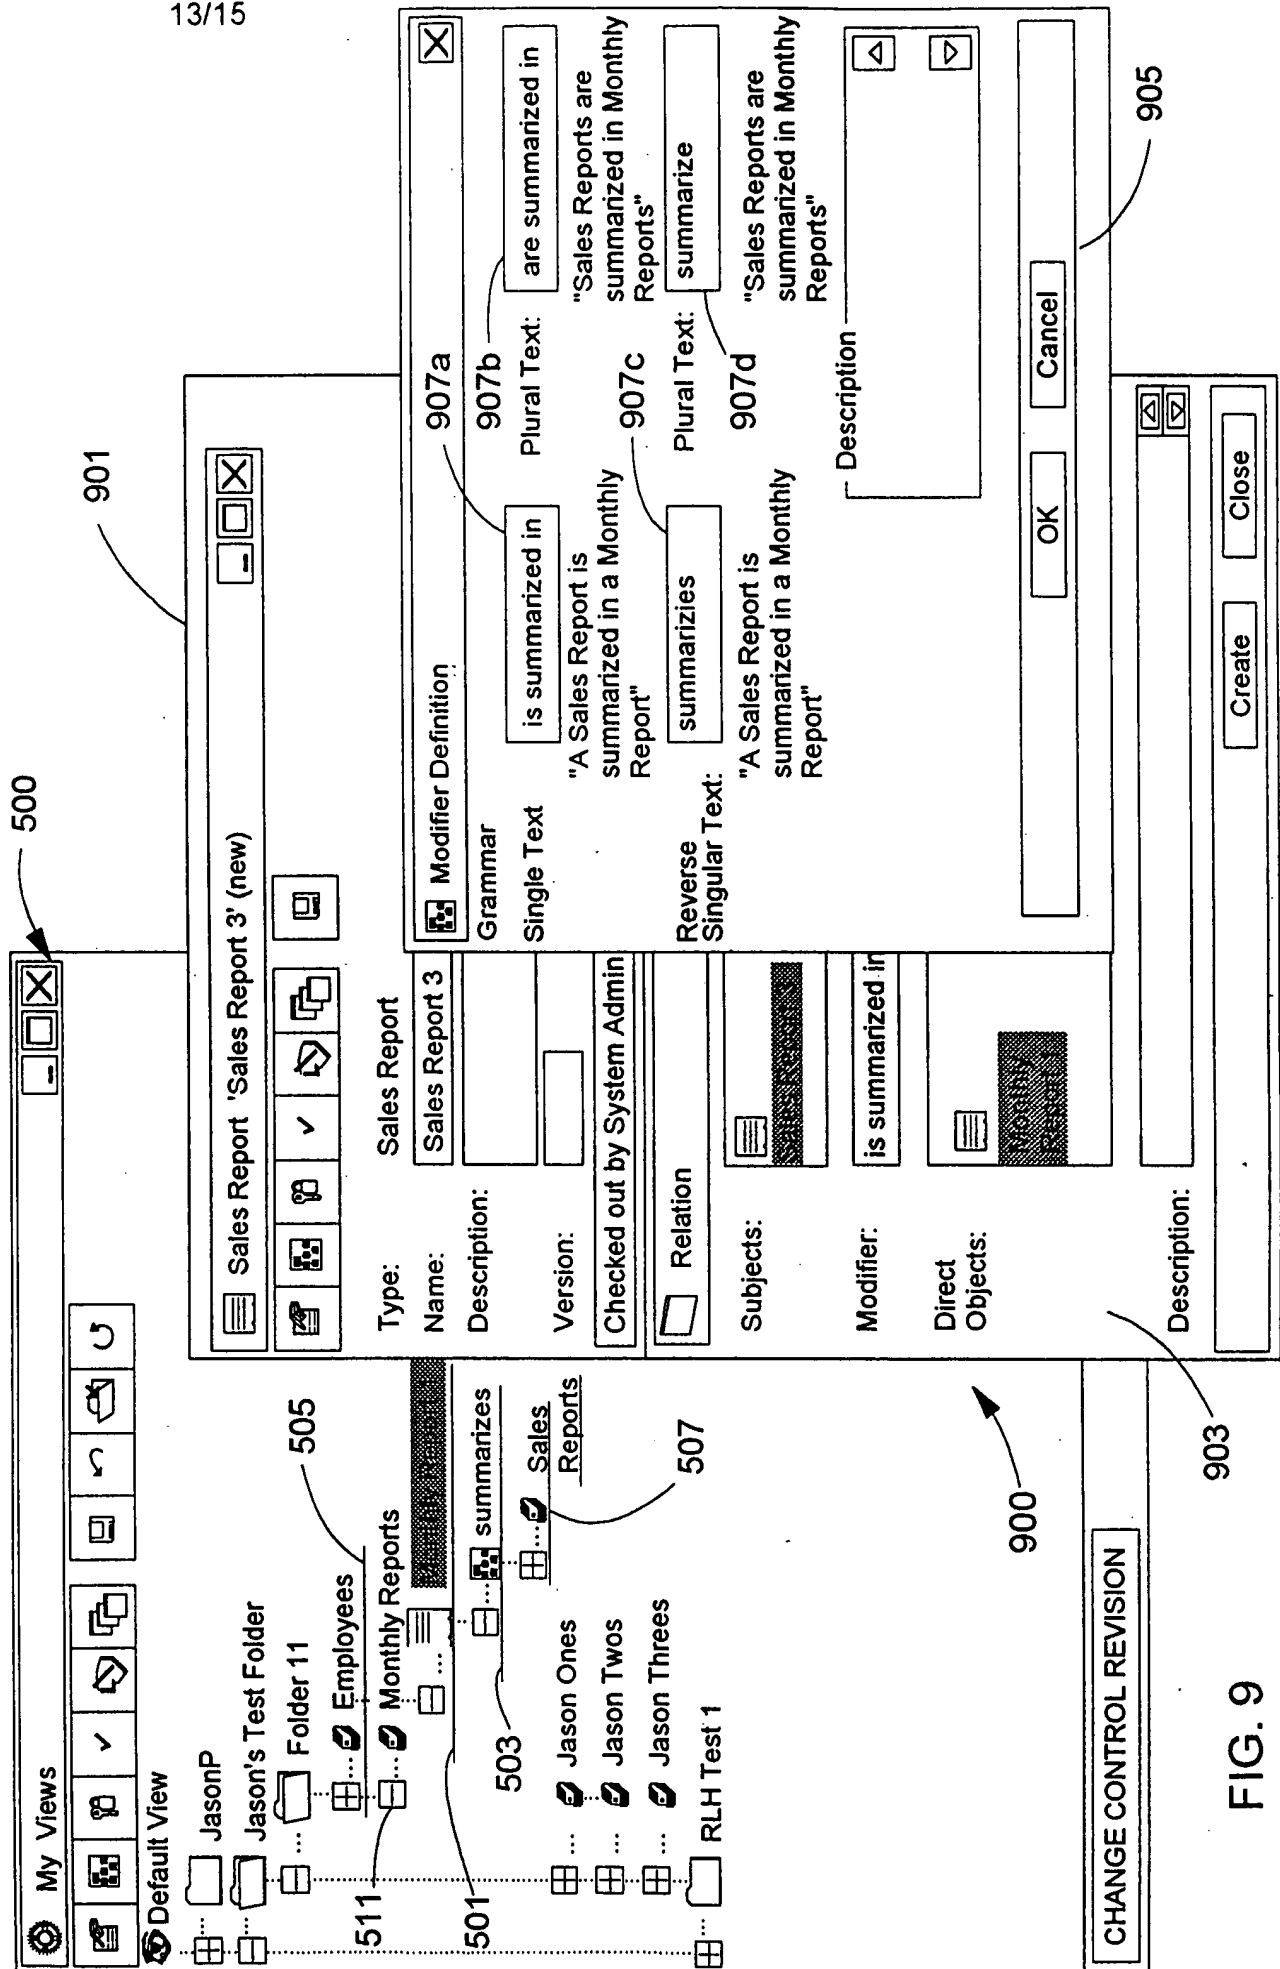 13/15
500
My Views
Default View
JasonP
Jason's Test Folder
Folder 11
Employees
505
Monthly Reports
511
501
summarizes
503
Sales
Reports
507
Jason Ones
Jason Twos
Jason Threes
RLH Test 1
CHANGE CONTROL REVISION
900
901
Sales Report 'Sales Report 3' (new)
Type:
Sales Report
Name:
Sales Report 3
Description:
Version:
Checked out by System Admin
Relation
Subjects:
Modifier:
is summarized in
Direct
Objects:
Monthly
Description:
Create
Close
903
Modifier Definition
Grammar
Single Text
907a
is summarized in
"A Sales Report is
summarized in a Monthly
Report"
907b
Plural Text:
are summarized in
"Sales Reports are
summarized in Monthly
Reports"
Reverse
Singular Text:
907c
summarizies
"A Sales Report is
summarized in a Monthly
Report"
Plural Text:
summarize
907d
"Sales Reports are
summarized in Monthly
Reports"
Description
OK
Cancel
905
FIG. 9